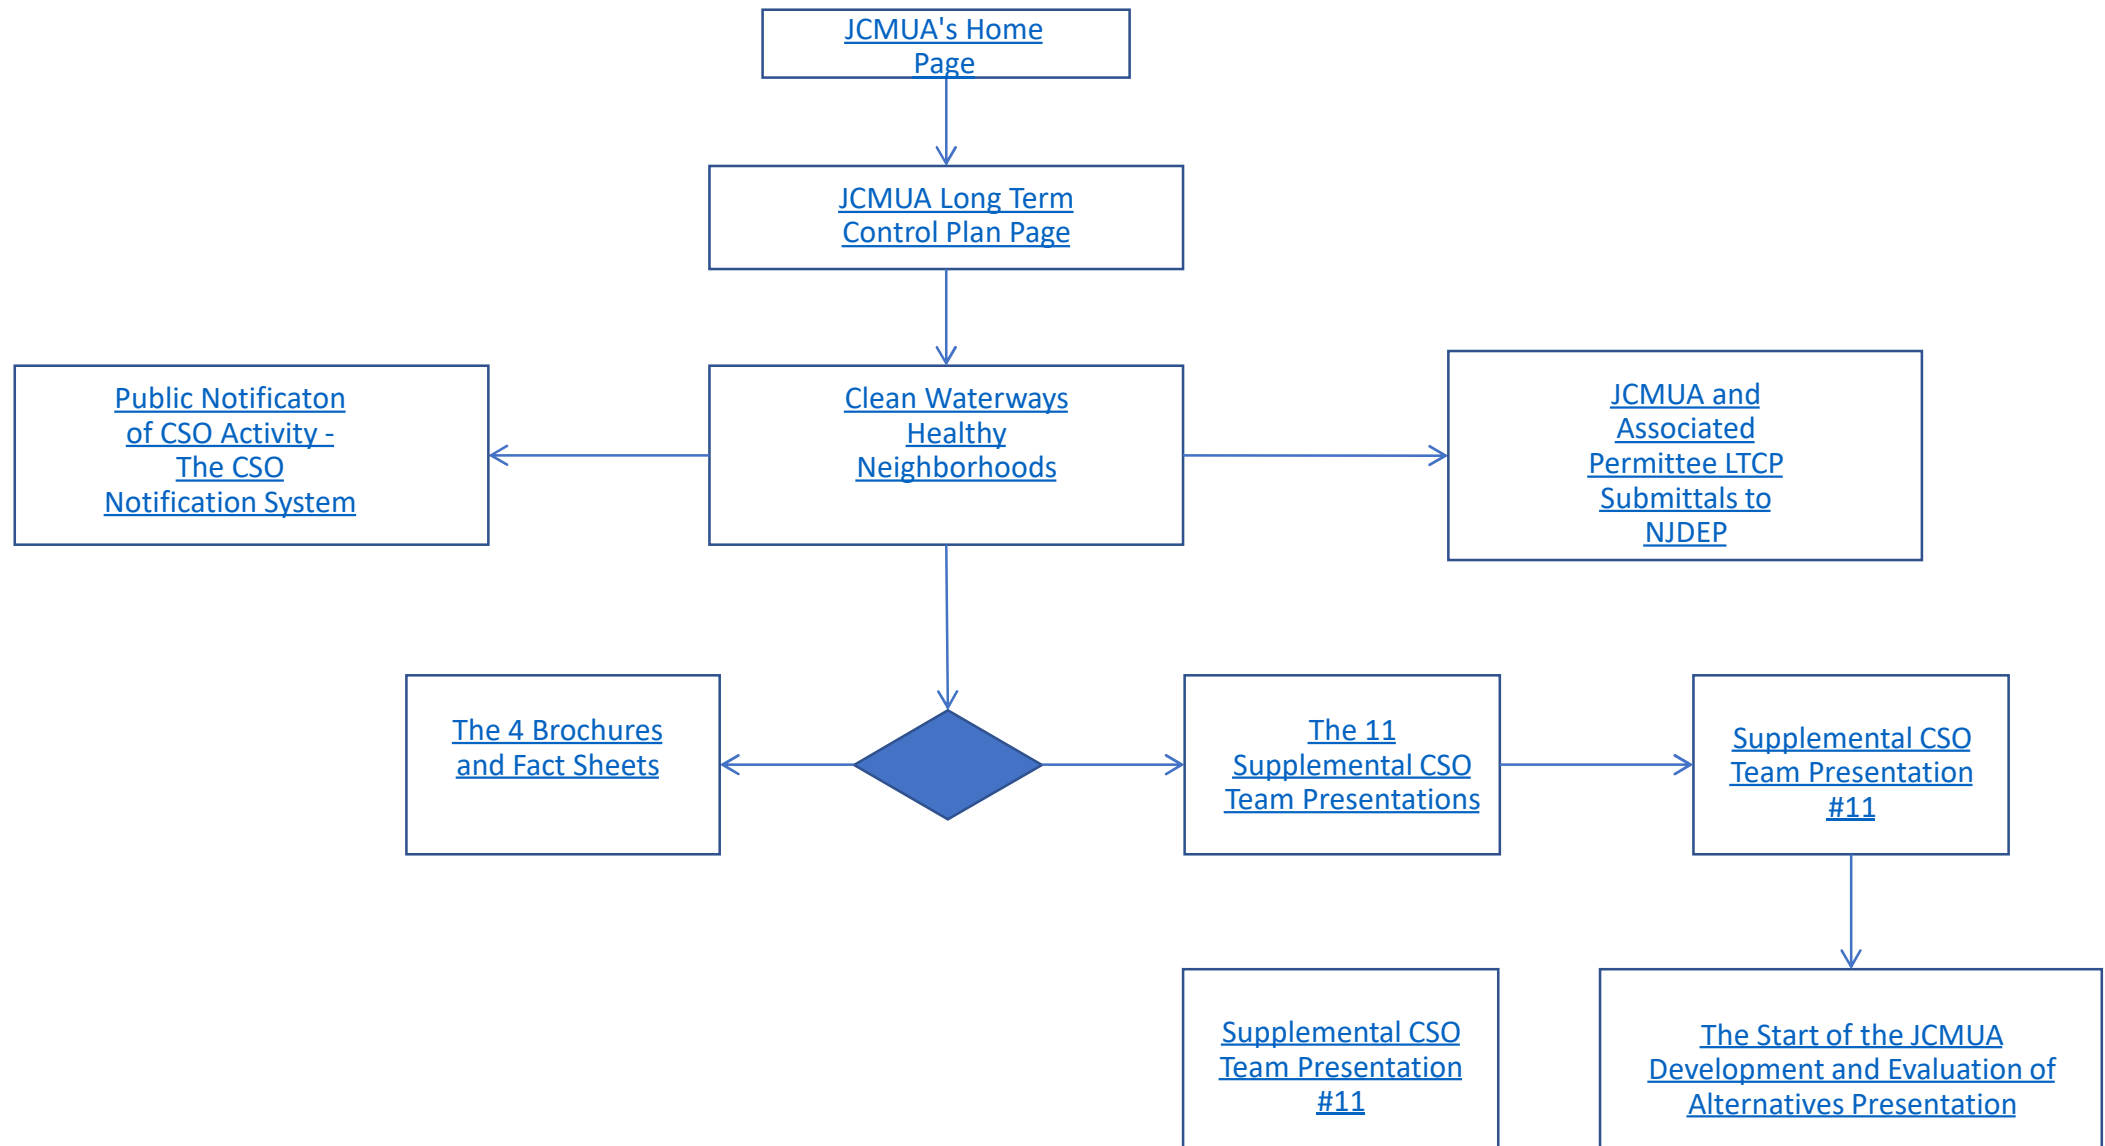 JCMUA's Home
Page
JCMUA Long Term
Control Plan Page
Public Notificaton
of CSO Activity -
The CSO
Notification System
Clean Waterways
Healthy
Neighborhoods
JCMUA and
Associated
Permittee LTCP
Submittals to
NJDEP
The 4 Brochures
and Fact Sheets
The 11
Supplemental CSO
Team Presentations
Supplemental CSO
Team Presentation
#11
Supplemental CSO
Team Presentation
#11
The Start of the JCMUA
Development and Evaluation of
Alternatives Presentation